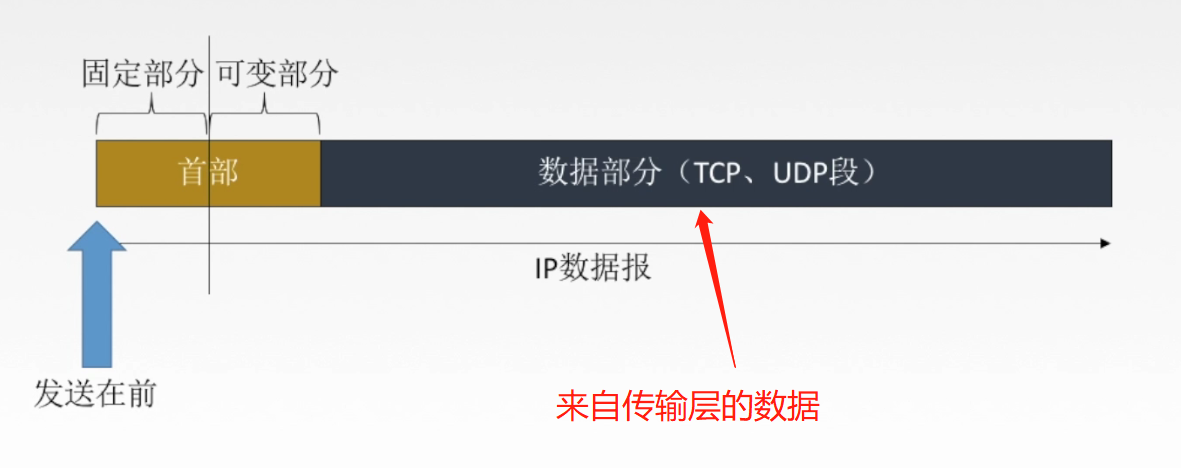 固定部分 可变部分
首部 数据部分（TCP、UDP段）
IP数据报
发送在前
来自传输层的数据